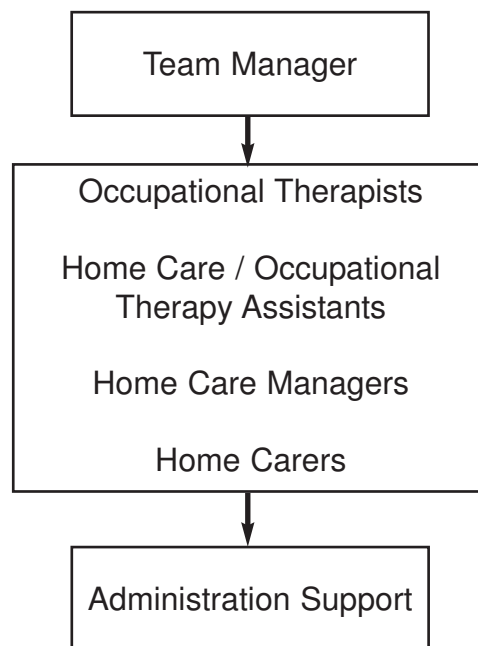 Team Manager
Occupational Therapists
Home Care / Occupational
Therapy Assistants
Home Care Managers
Home Carers
Administration Support